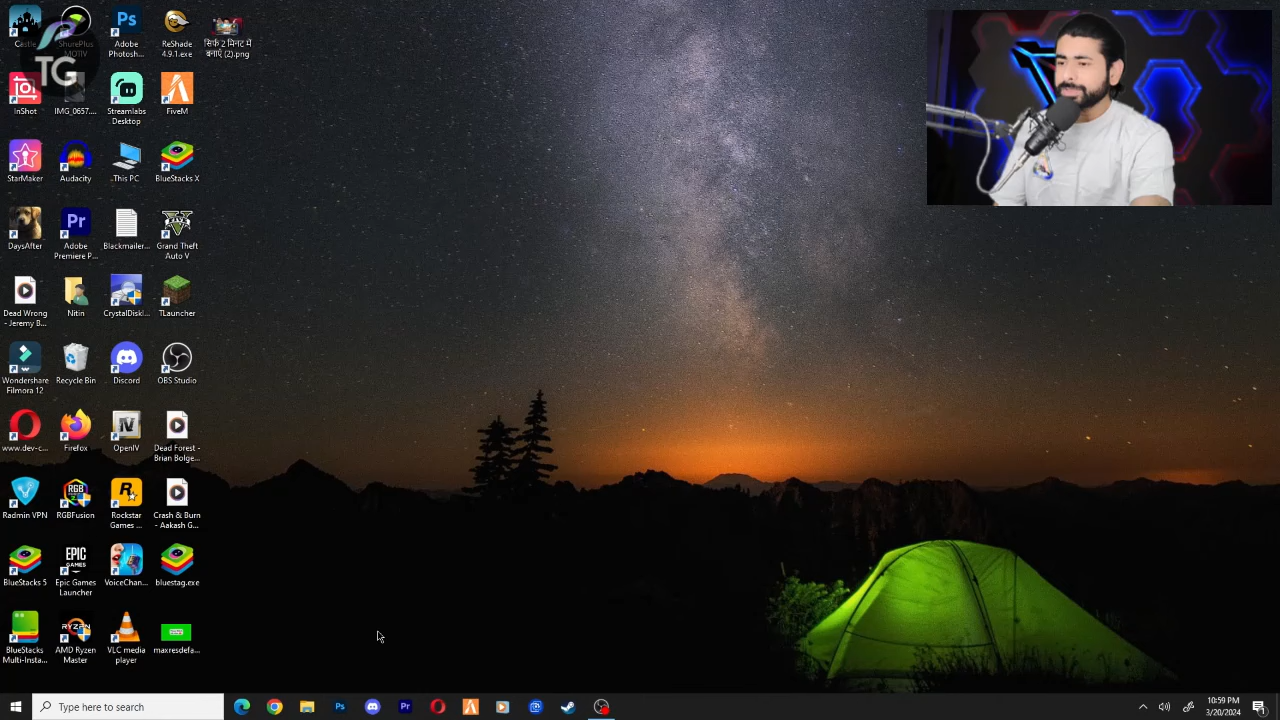 Castle
ShurePlus
MOTIV
Adobe
Photosh...
ReShade
4.9.1.exe
सिर्फ 2 मिनट में
बनाएं (2).png
TG
InShot
IMG_0657....
Streamlabs
Desktop
FiveM
StarMaker
Audacity
This PC
BlueStacks X
DaysAfter
Adobe
Premiere P...
Blackmailer...
Grand Theft
Auto V
Dead Wrong
- Jeremy B...
Nitin
CrystalDiskI...
TLauncher
Wondershare
Filmora 12
Recycle Bin
Discord
OBS Studio
www.dev-c...
Firefox
OpenIV
Dead Forest -
Brian Bolge...
Radmin VPN
RGBFusion
Rockstar
Games ...
Crash & Burn
- Aakash G...
BlueStacks 5
Epic Games
Launcher
VoiceChan...
bluestag.exe
BlueStacks
Multi-Insta...
AMD Ryzen
Master
VLC media
player
maxresdefa...
Type here to search
10:59 PM
3/20/2024